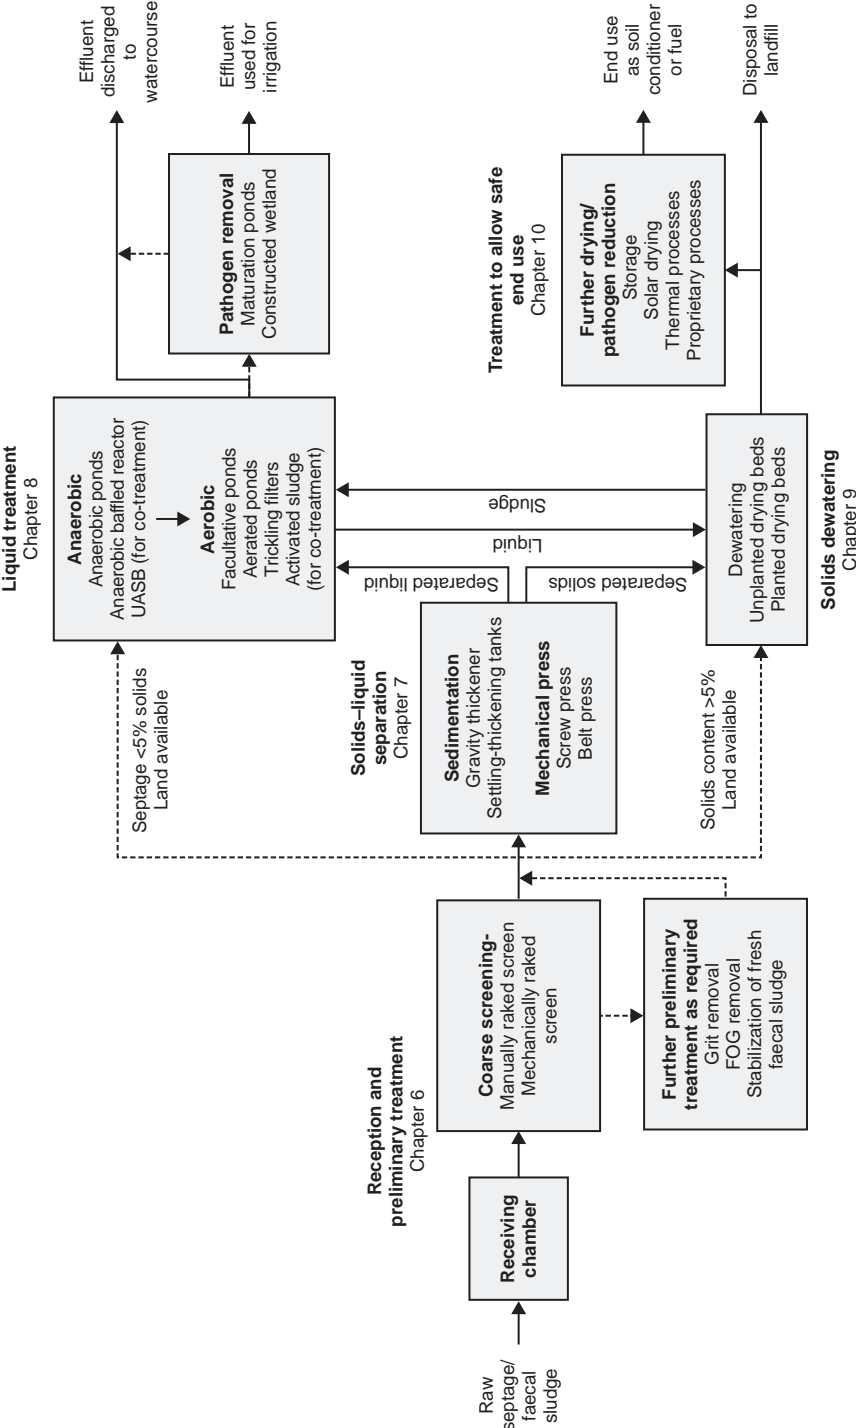 Raw
septage/
faecal
sludge
Reception and
preliminary treatment
Chapter 6
Receiving
chamber
Coarse screening-
Manually raked screen
Mechanically raked
screen
Further preliminary
treatment as required
Grit removal
FOG removal
Stabilization of fresh
faecal sludge
Septage <5% solids
Land available
Solids–liquid
separation
Chapter 7
Sedimentation
Gravity thickener
Settling-thickening tanks
Mechanical press
Screw press
Belt press
Solids content >5%
Land available
Separated liquid
Separated solids
Liquid
Sludge
Liquid treatment
Chapter 8
Anaerobic
Anaerobic ponds
Anaerobic baffled reactor
UASB (for co-treatment)
Aerobic
Facultative ponds
Aerated ponds
Trickling filters
Activated sludge
(for co-treatment)
Dewatering
Unplanted drying beds
Planted drying beds
Solids dewatering
Chapter 9
Pathogen removal
Maturation ponds
Constructed wetland
Treatment to allow safe
end use
Chapter 10
Further drying/
pathogen reduction
Storage
Solar drying
Thermal processes
Proprietary processes
Effluent
discharged
to
watercourse
Effluent
used for
irrigation
End use
as soil
conditioner
or fuel
Disposal to
landfill